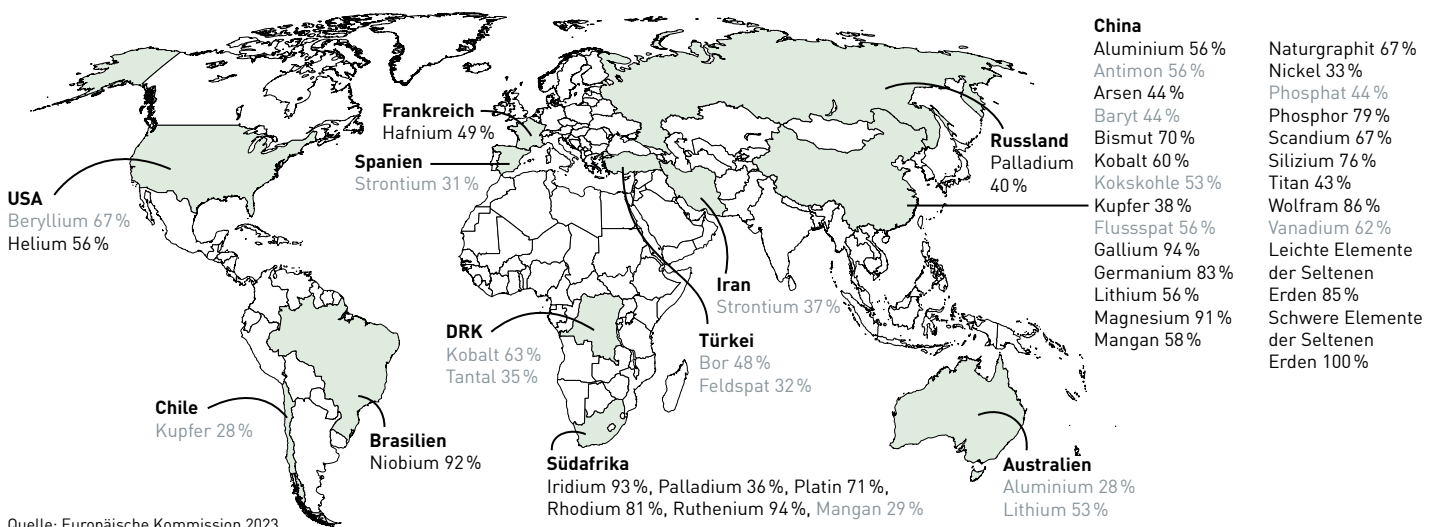 China
Aluminium 56 %
Antimon 56 %
Arsen 44 %
Baryt 44 %
Bismut 70 %
Kobalt 60 %
Kokskohle 53 %
Kupfer 38 %
Flussspat 56 %
Gallium 94 %
Germanium 83 %
Lithium 56 %
Magnesium 91 %
Mangan 58 %
Naturgraphit 67 %
Nickel 33 %
Phosphat 44 %
Phosphor 79 %
Scandium 67 %
Silizium 76 %
Titan 43 %
Wolfram 86 %
Vanadium 62 %
Leichte Elemente
der Seltenen
Erden 85 %
Schwere Elemente
der Seltenen
Erden 100 %
Frankreich
Hafnium 49 %
Spanien
Strontium 31 %
Russland
Palladium
40 %
USA
Beryllium 67 %
Helium 56 %
Iran
Strontium 37 %
DRK
Kobalt 63 %
Tantal 35 %
Türkei
Bor 48 %
Feldspat 32 %
Chile
Kupfer 28 %
Brasilien
Niobium 92 %
Südafrika
Iridium 93 %, Palladium 36 %, Platin 71 %,
Rhodium 81 %, Ruthenium 94 %, Mangan 29 %
Australien
Aluminium 28 %
Lithium 53 %
Quelle: Europäische Kommission 2023